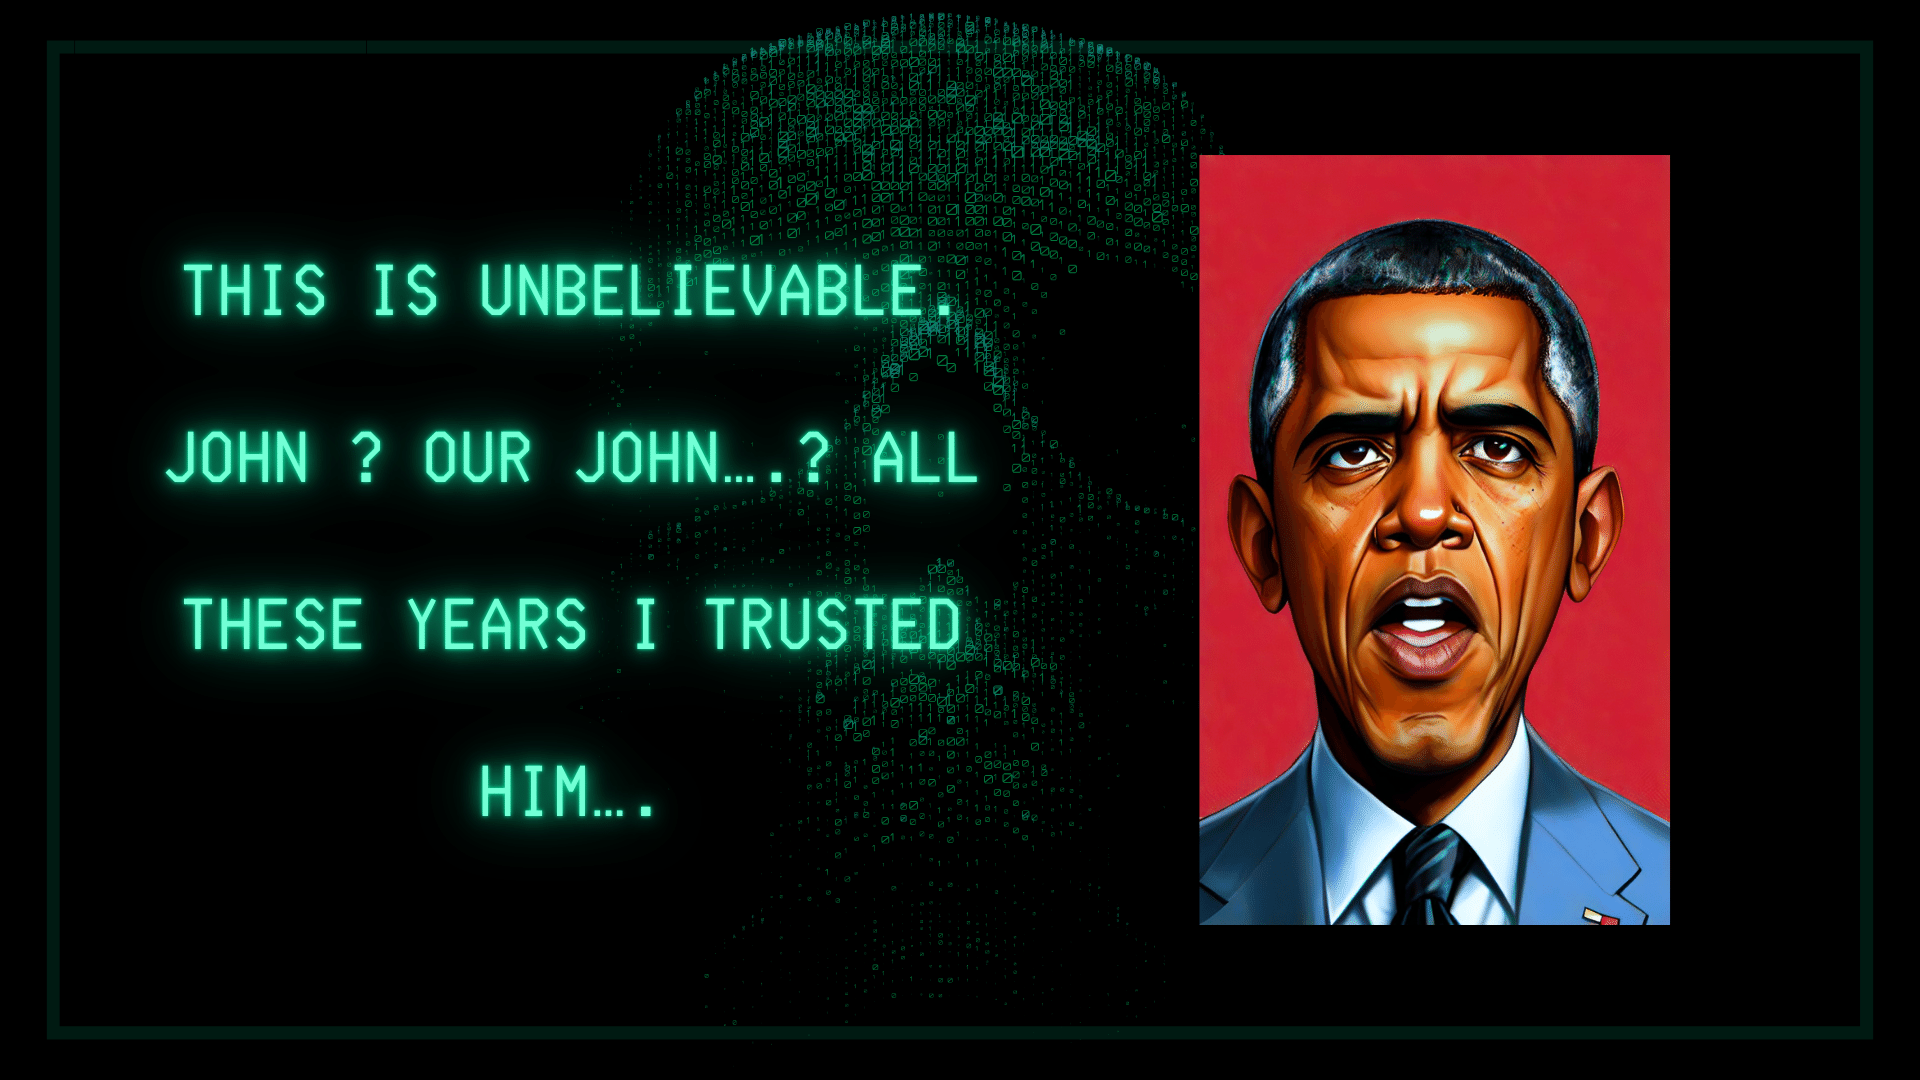 THIS IS UNBELIEVABLE.
JOHN ? OUR JOHN….? ALL
THESE YEARS I TRUSTED
HIM….